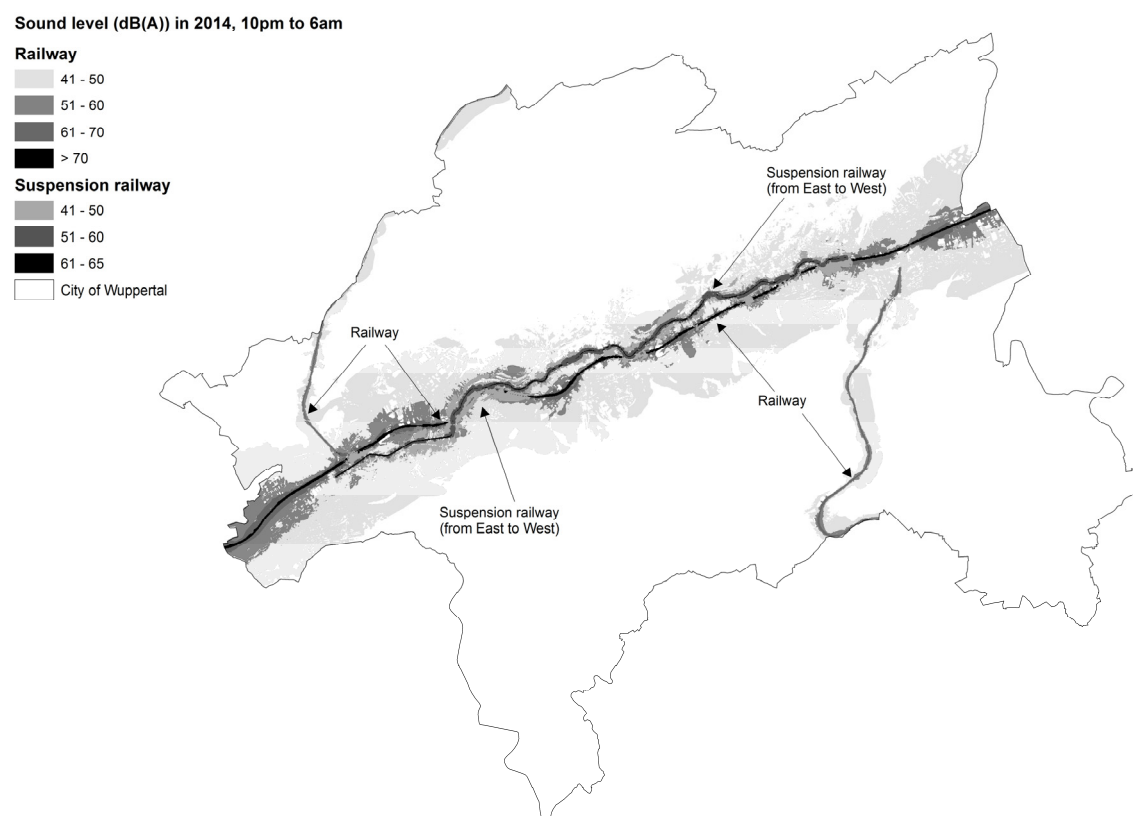 Sound level (dB(A)) in 2014, 10pm to 6am
Railway
41 - 50
51 - 60
61 - 70
> 70
Suspension railway
41 - 50
51 - 60
61 - 65
City of Wuppertal
Suspension railway
(from East to West)
Railway
Railway
Suspension railway
(from East to West)